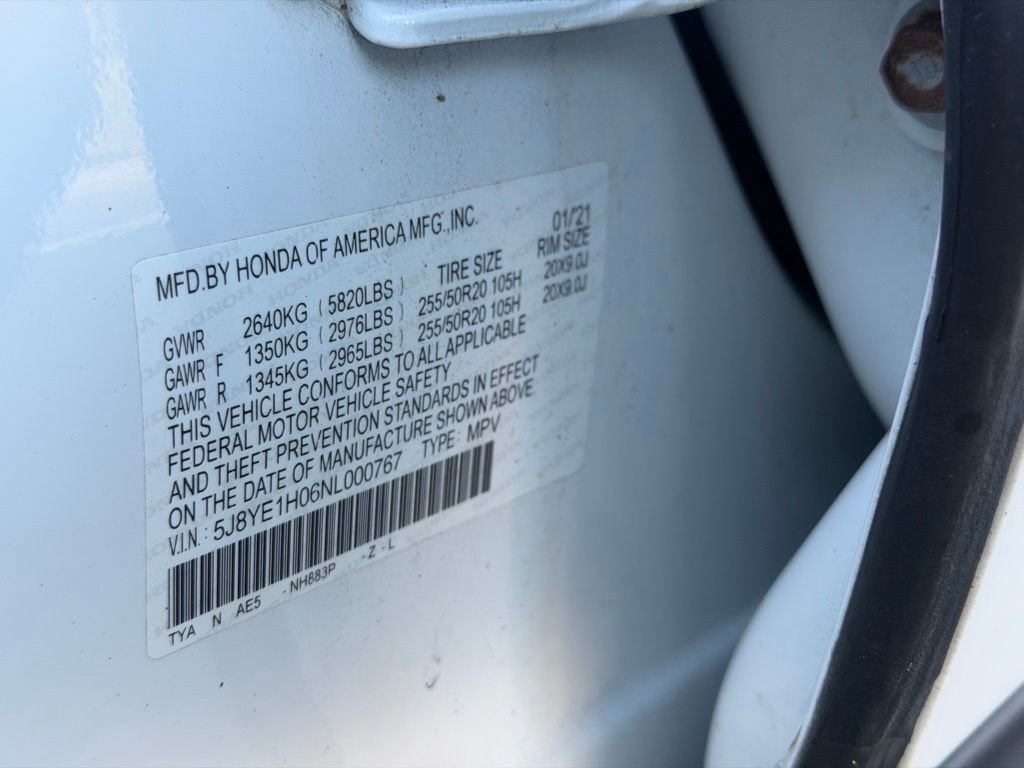 MFD.BY HONDA OF AMERICA MFG.,INC. 01/21
TIRE SIZE RIM SIZE
GVWR 2640KG ( 5820LBS )
GAWR F 1350KG ( 2976LBS ) 255/50R20 105H 20X9.0J
GAWR R 1345KG ( 2965LBS ) 255/50R20 105H 20X9.0J
THIS VEHICLE CONFORMS TO ALL APPLICABLE
FEDERAL MOTOR VEHICLE SAFETY
AND THEFT PREVENTION STANDARDS IN EFFECT
ON THE DATE OF MANUFACTURE SHOWN ABOVE.
V.I.N. : 5J8YE1H06NL000767 TYPE: MPV
TYA N AE5 - NH883P - Z - L